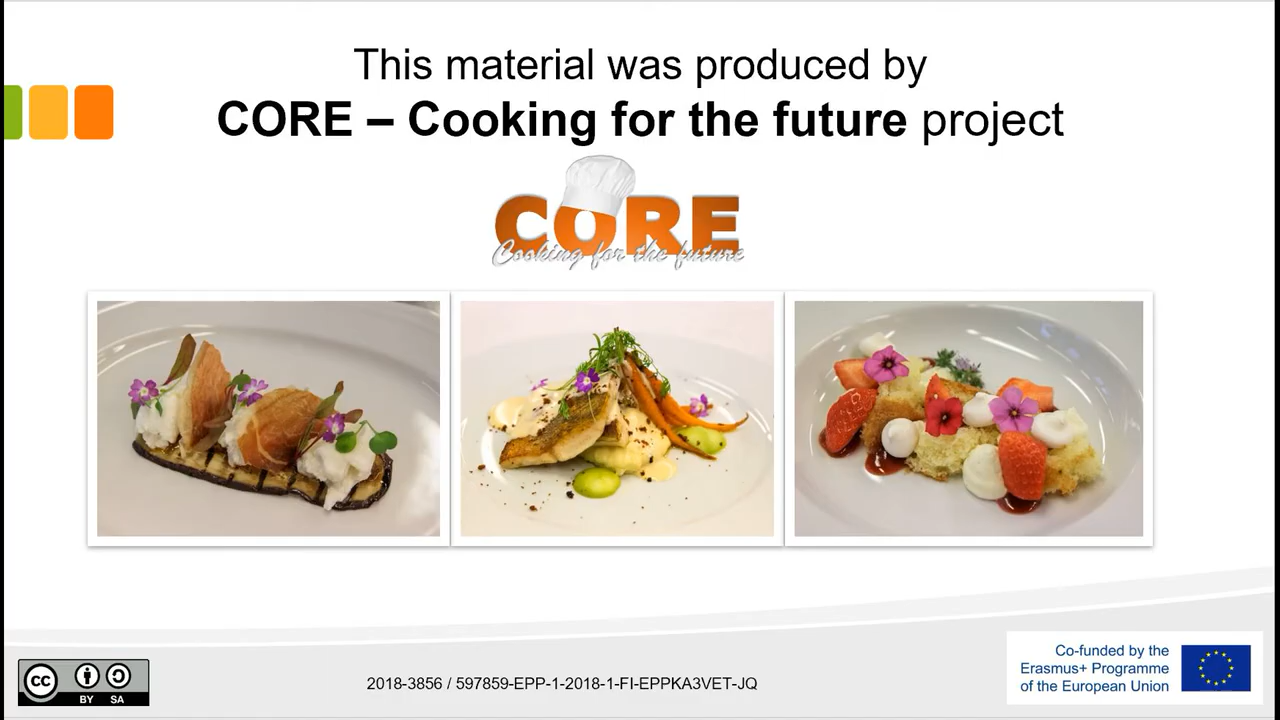 This material was produced by
CORE – Cooking for the future project
CORE
Cooking for the future
cc
BY SA
2018-3856 / 597859-EPP-1-2018-1-FI-EPPKA3VET-JQ
Co-funded by the
Erasmus+ Programme
of the European Union